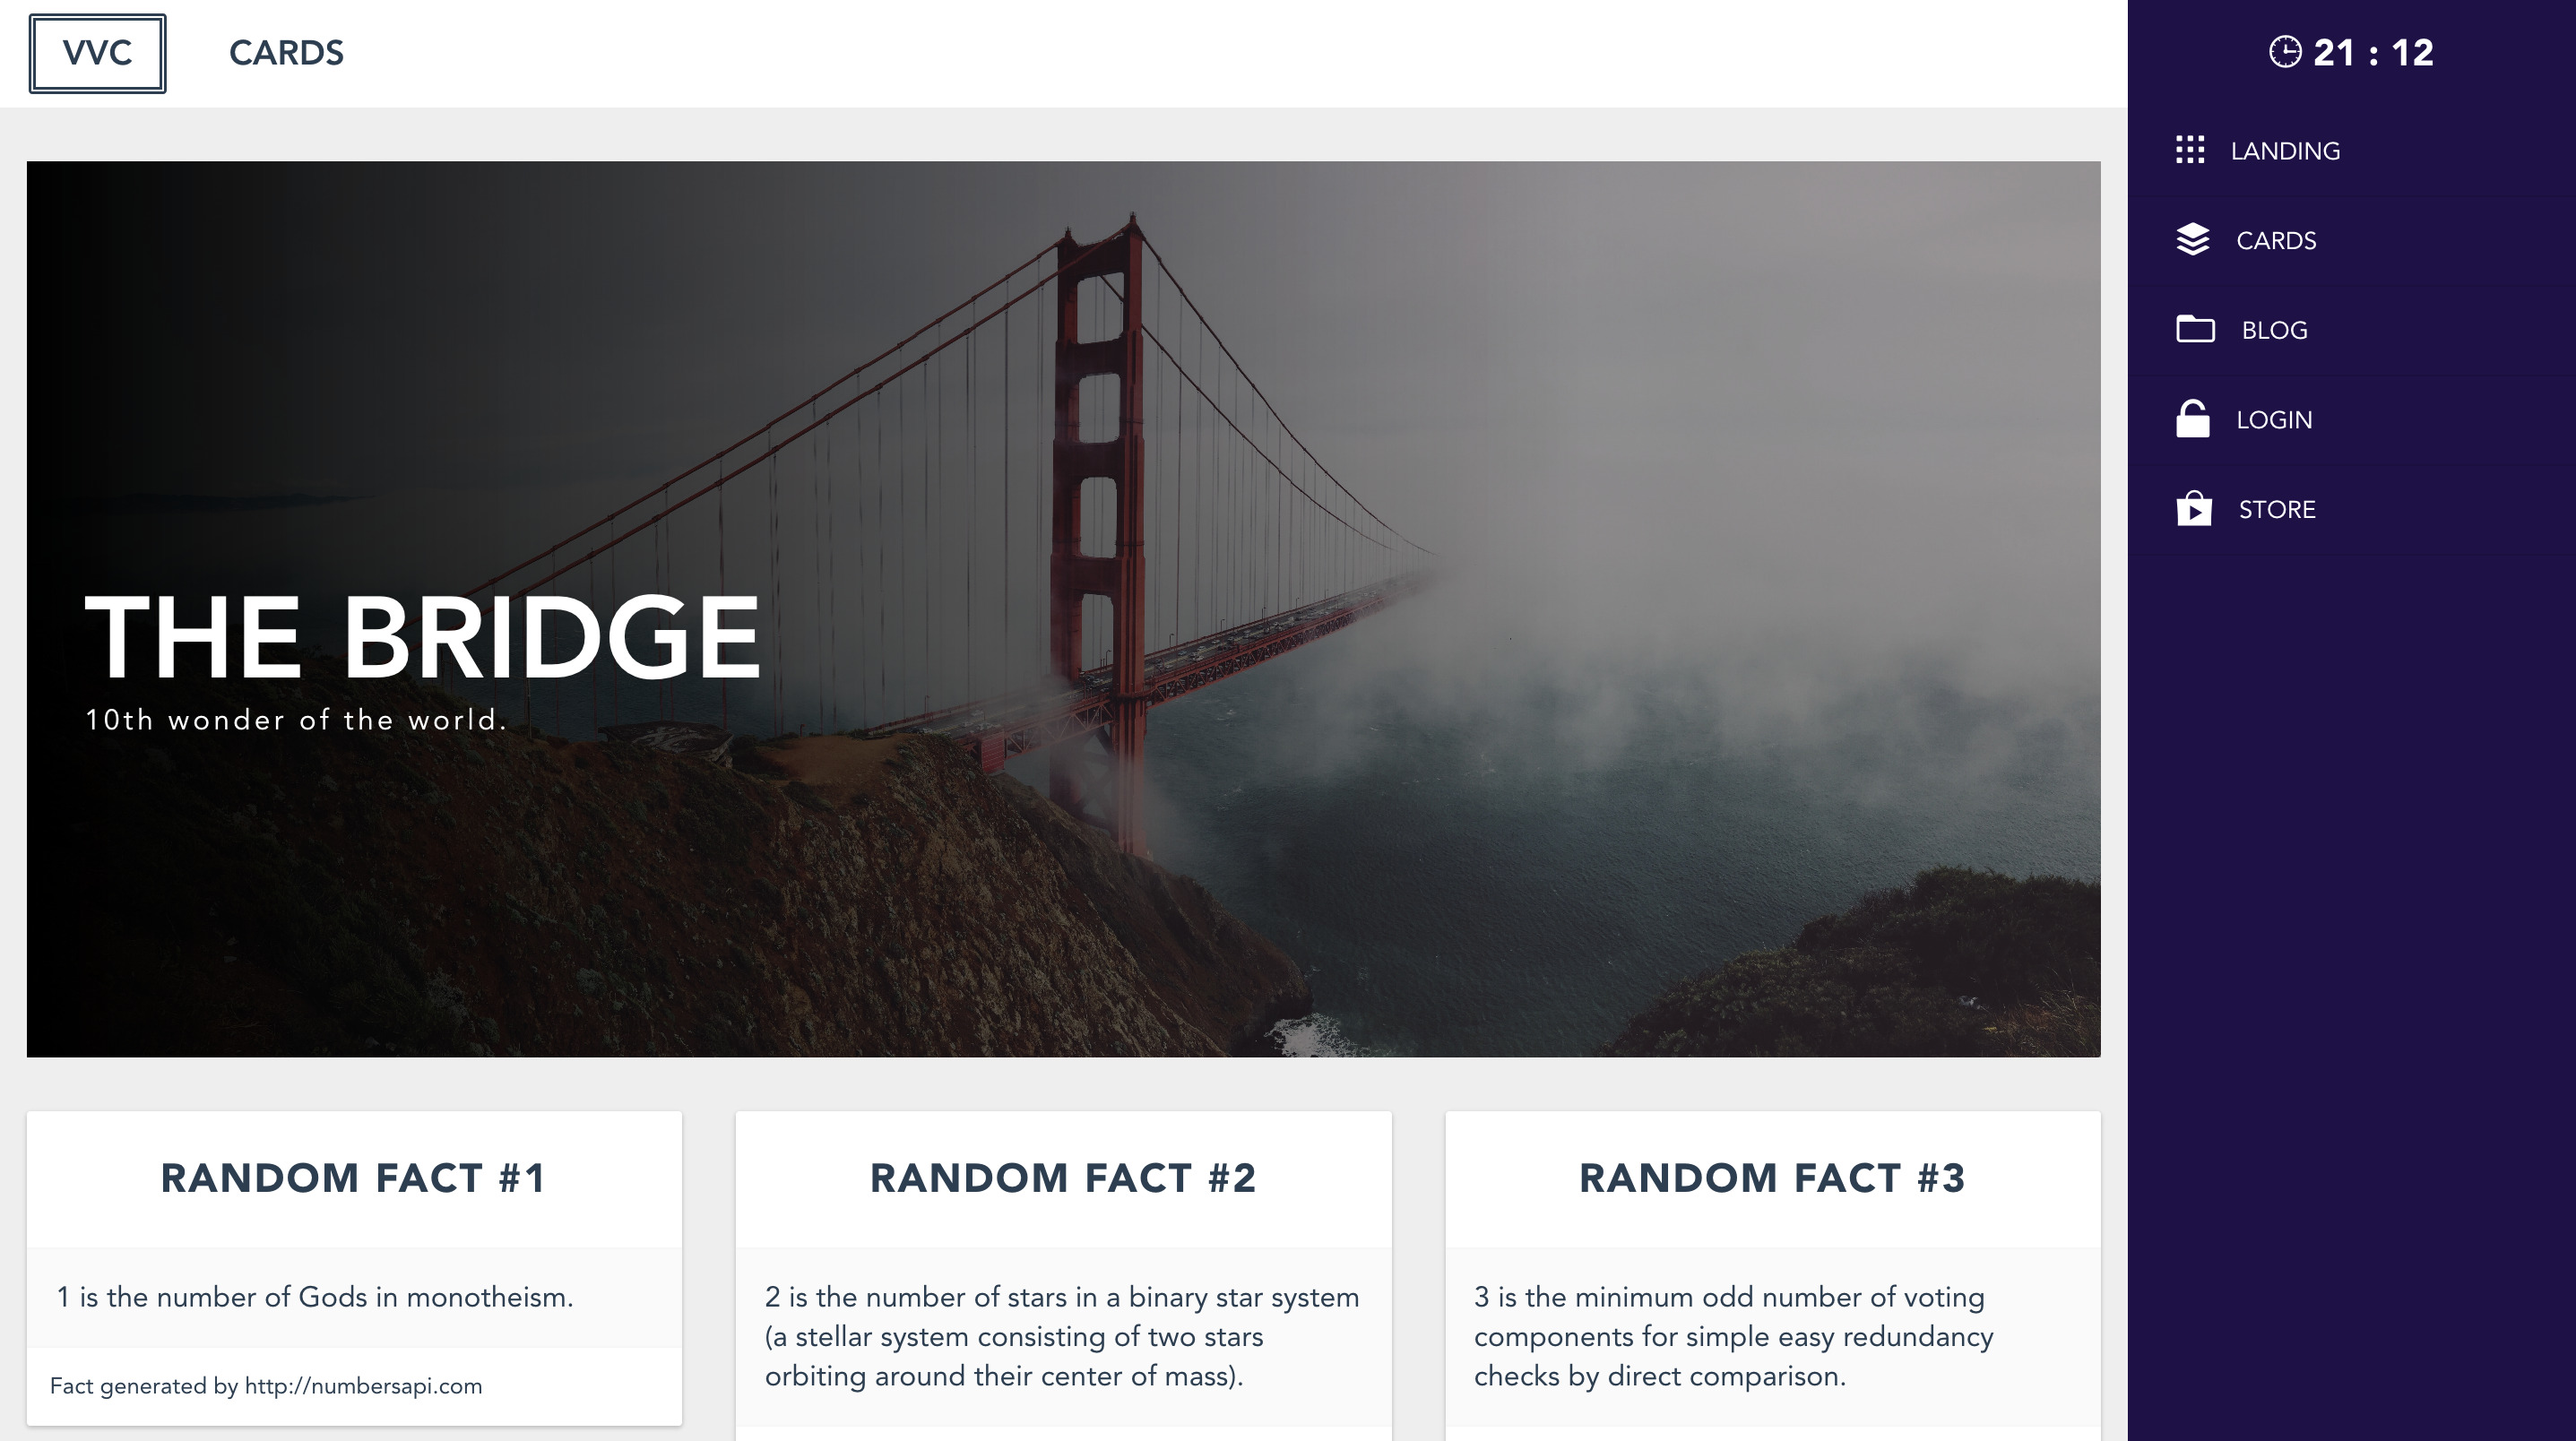 VVC
CARDS
21 : 12
LANDING
CARDS
BLOG
LOGIN
STORE
THE BRIDGE
10th wonder of the world.
RANDOM FACT #1
1 is the number of Gods in monotheism.
Fact generated by http://numbersapi.com
RANDOM FACT #2
2 is the number of stars in a binary star system
(a stellar system consisting of two stars
orbiting around their center of mass).
RANDOM FACT #3
3 is the minimum odd number of voting
components for simple easy redundancy
checks by direct comparison.